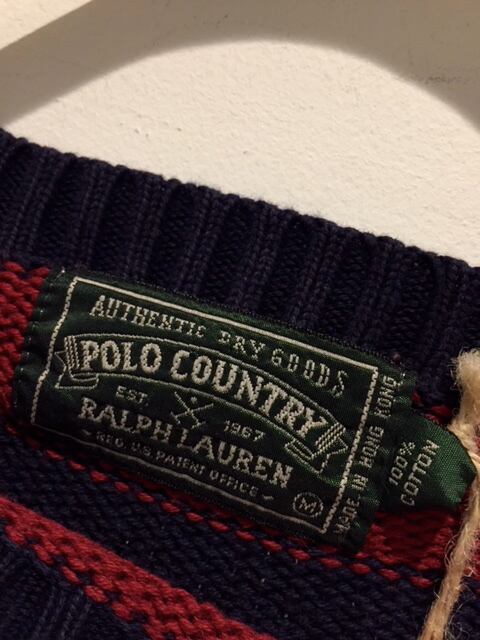 AUTHENTIC DRY GOODS
POLO COUNTRY
EST. 1967
RALPH LAUREN
REG. U.S. PATENT OFFICE
M
MADE IN HONG KONG
100%
COTTON